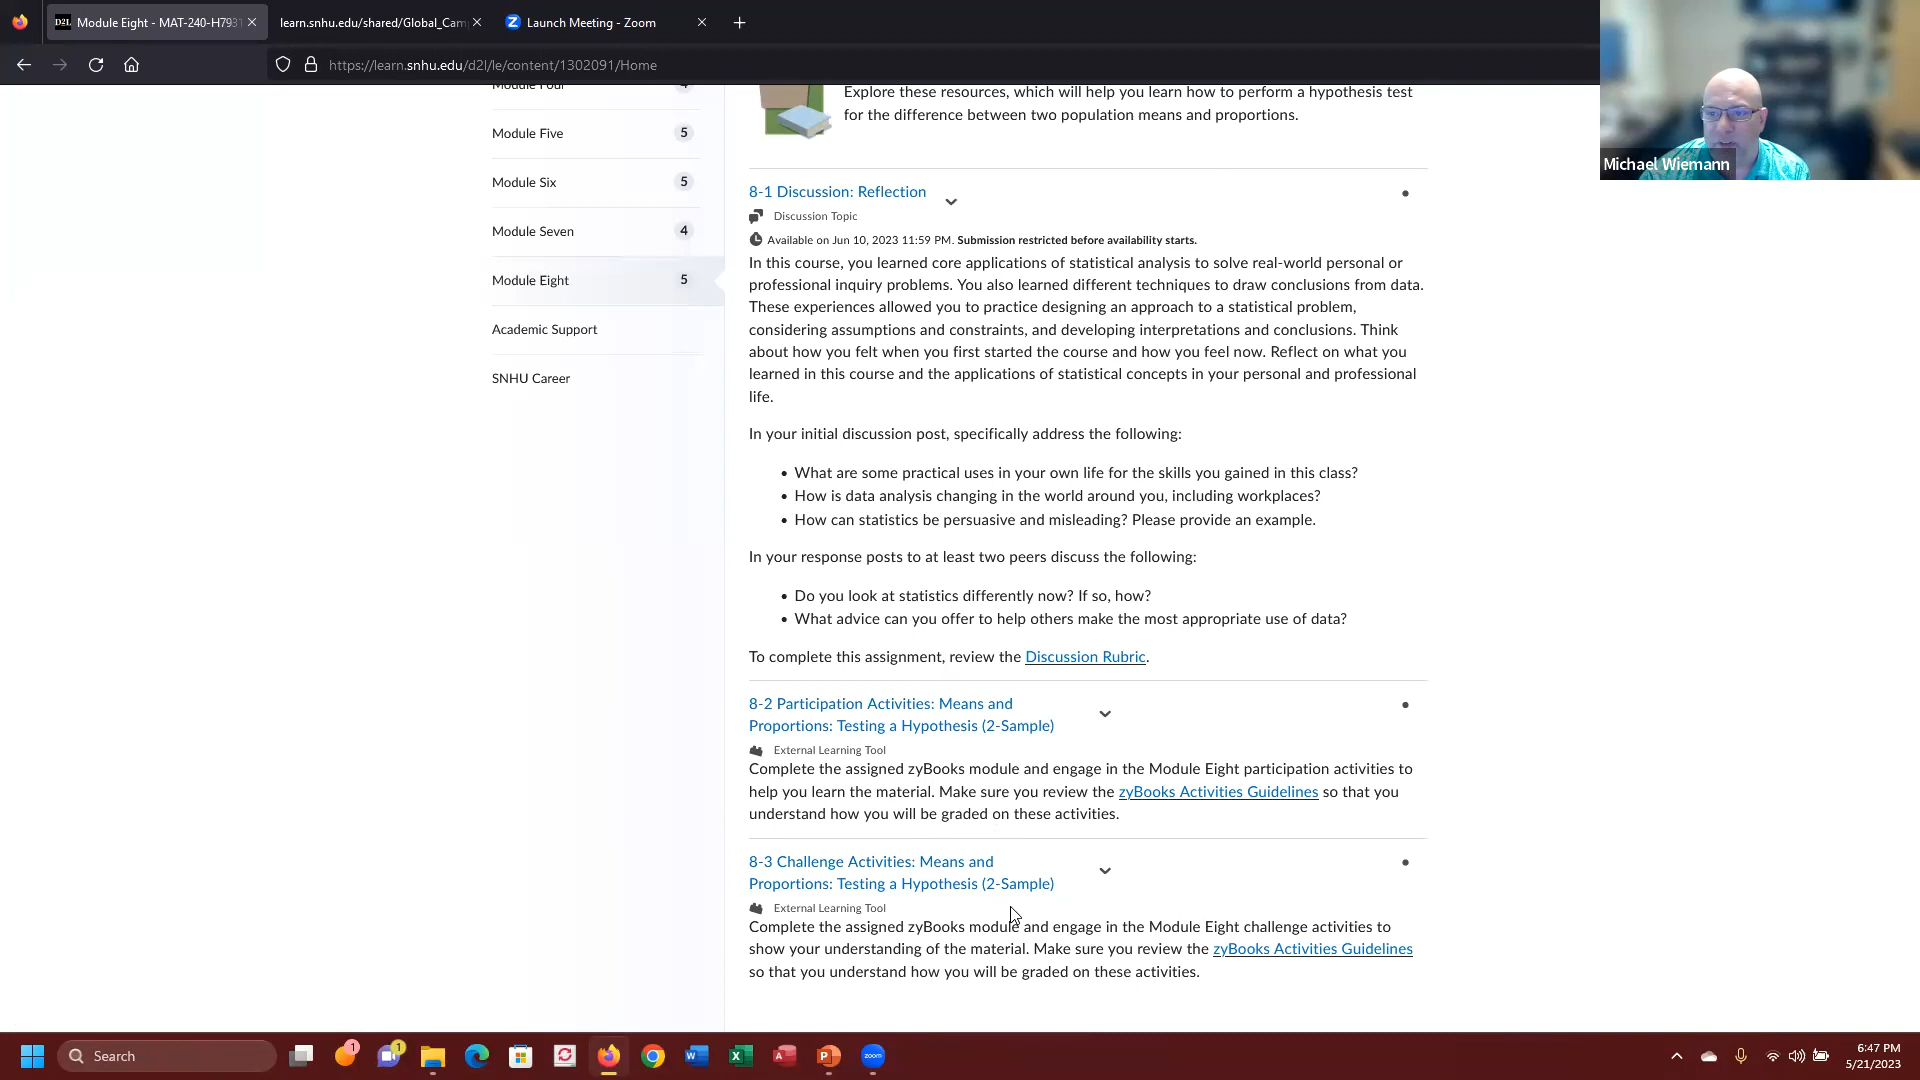 Module Eight - MAT-240-H7931
learn.snhu.edu/shared/Global_Cam
Launch Meeting - Zoom
https://learn.snhu.edu/d2l/le/content/1302091/Home
Module Four 4
Module Five 5
Module Six 5
Module Seven 4
Module Eight 5
Academic Support
SNHU Career
Explore these resources, which will help you learn how to perform a hypothesis test
for the difference between two population means and proportions.
8-1 Discussion: Reflection
Discussion Topic
Available on Jun 10, 2023 11:59 PM. Submission restricted before availability starts.
In this course, you learned core applications of statistical analysis to solve real-world personal or
professional inquiry problems. You also learned different techniques to draw conclusions from data.
These experiences allowed you to practice designing an approach to a statistical problem,
considering assumptions and constraints, and developing interpretations and conclusions. Think
about how you felt when you first started the course and how you feel now. Reflect on what you
learned in this course and the applications of statistical concepts in your personal and professional
life.
In your initial discussion post, specifically address the following:
• What are some practical uses in your own life for the skills you gained in this class?
• How is data analysis changing in the world around you, including workplaces?
• How can statistics be persuasive and misleading? Please provide an example.
In your response posts to at least two peers discuss the following:
• Do you look at statistics differently now? If so, how?
• What advice can you offer to help others make the most appropriate use of data?
To complete this assignment, review the Discussion Rubric.
8-2 Participation Activities: Means and
Proportions: Testing a Hypothesis (2-Sample)
External Learning Tool
Complete the assigned zyBooks module and engage in the Module Eight participation activities to
help you learn the material. Make sure you review the zyBooks Activities Guidelines so that you
understand how you will be graded on these activities.
8-3 Challenge Activities: Means and
Proportions: Testing a Hypothesis (2-Sample)
External Learning Tool
Complete the assigned zyBooks module and engage in the Module Eight challenge activities to
show your understanding of the material. Make sure you review the zyBooks Activities Guidelines
so that you understand how you will be graded on these activities.
Michael Wiemann
Search
1
1
zoom
6:47 PM
5/21/2023